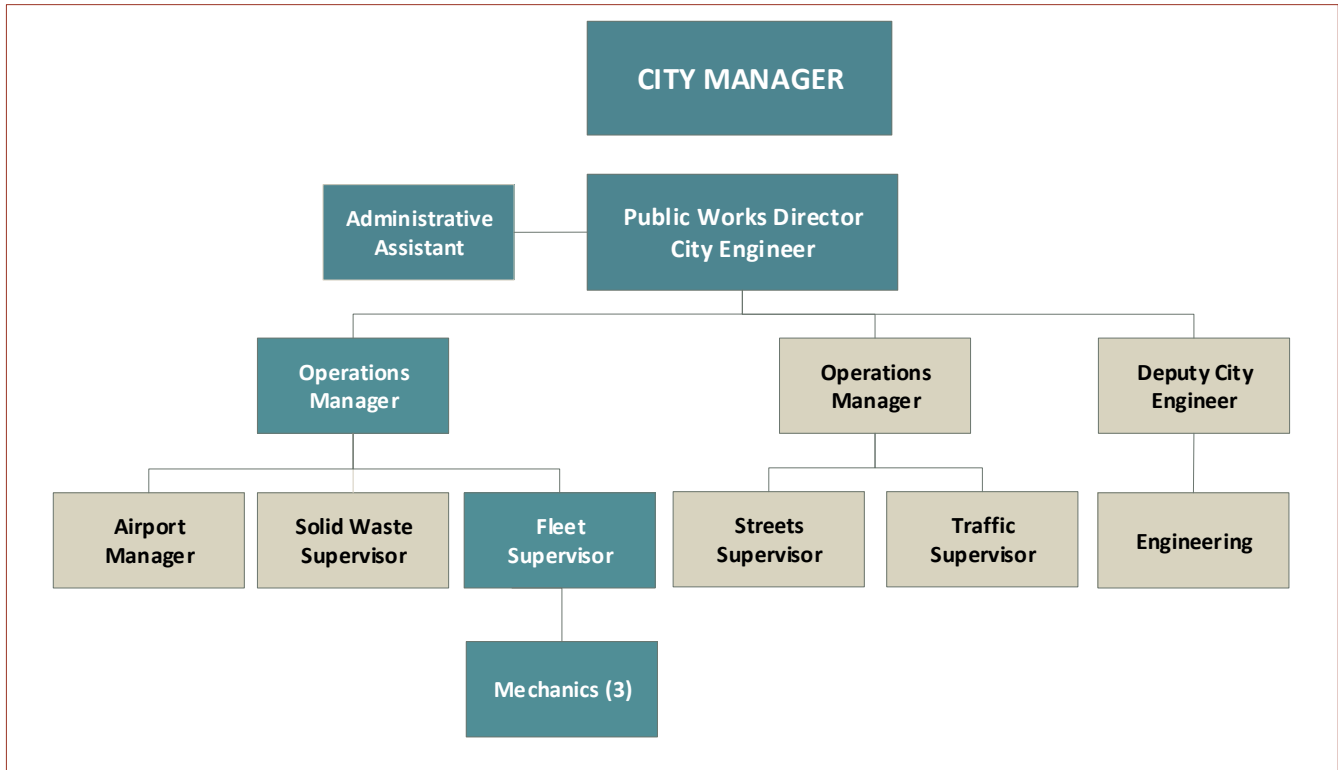 CITY MANAGER
Administrative
Assistant
Public Works Director
City Engineer
Operations
Manager
Operations
Manager
Deputy City
Engineer
Airport
Manager
Solid Waste
Supervisor
Fleet
Supervisor
Streets
Supervisor
Traffic
Supervisor
Engineering
Mechanics (3)